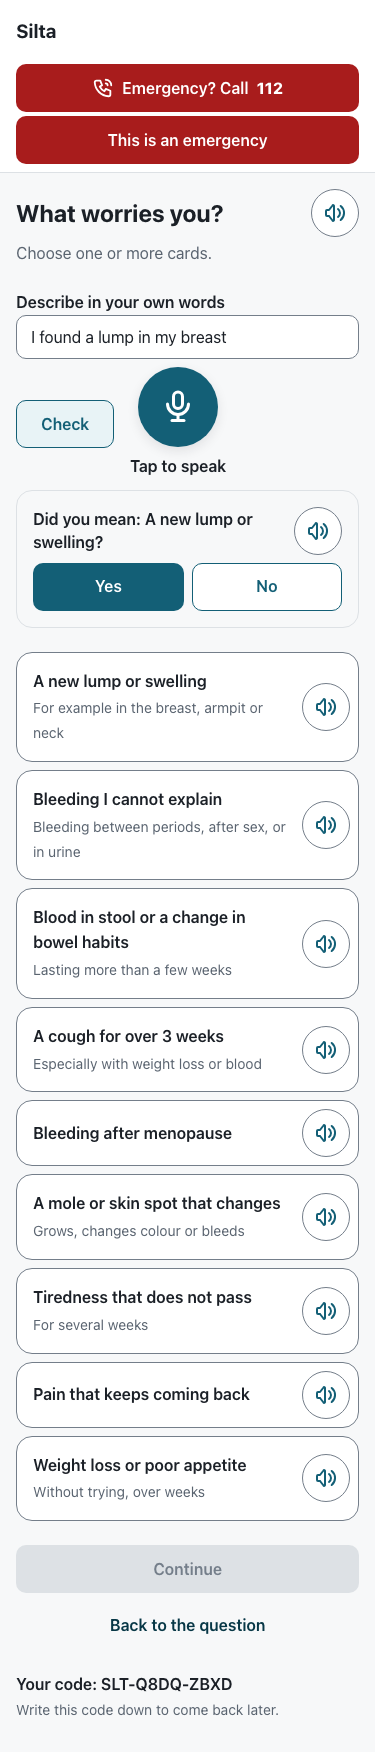 Silta
Emergency? Call 112
This is an emergency
What worries you?
Choose one or more cards.
Describe in your own words
I found a lump in my breast
Check
Tap to speak
Did you mean: A new lump or
swelling?
Yes
No
A new lump or swelling
For example in the breast, armpit or
neck
Bleeding I cannot explain
Bleeding between periods, after sex, or
in urine
Blood in stool or a change in
bowel habits
Lasting more than a few weeks
A cough for over 3 weeks
Especially with weight loss or blood
Bleeding after menopause
A mole or skin spot that changes
Grows, changes colour or bleeds
Tiredness that does not pass
For several weeks
Pain that keeps coming back
Weight loss or poor appetite
Without trying, over weeks
Continue
Back to the question
Your code: SLT-Q8DQ-ZBXD
Write this code down to come back later.